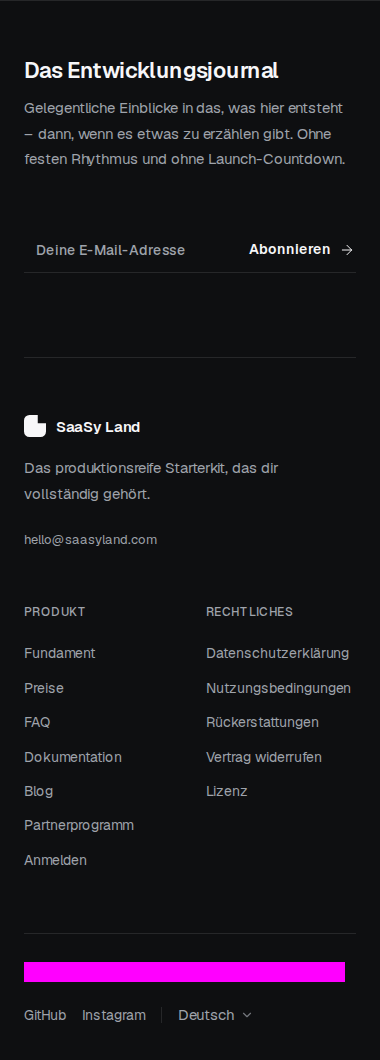 Das Entwicklungsjournal
Gelegentliche Einblicke in das, was hier entsteht
– dann, wenn es etwas zu erzählen gibt. Ohne
festen Rhythmus und ohne Launch-Countdown.
Deine E-Mail-Adresse
Abonnieren
SaaSy Land
Das produktionsreife Starterkit, das dir
vollständig gehört.
hello@saasyland.com
PRODUKT
Fundament
Preise
FAQ
Dokumentation
Blog
Partnerprogramm
Anmelden
RECHTLICHES
Datenschutzerklärung
Nutzungsbedingungen
Rückerstattungen
Vertrag widerrufen
Lizenz
GitHub Instagram Deutsch